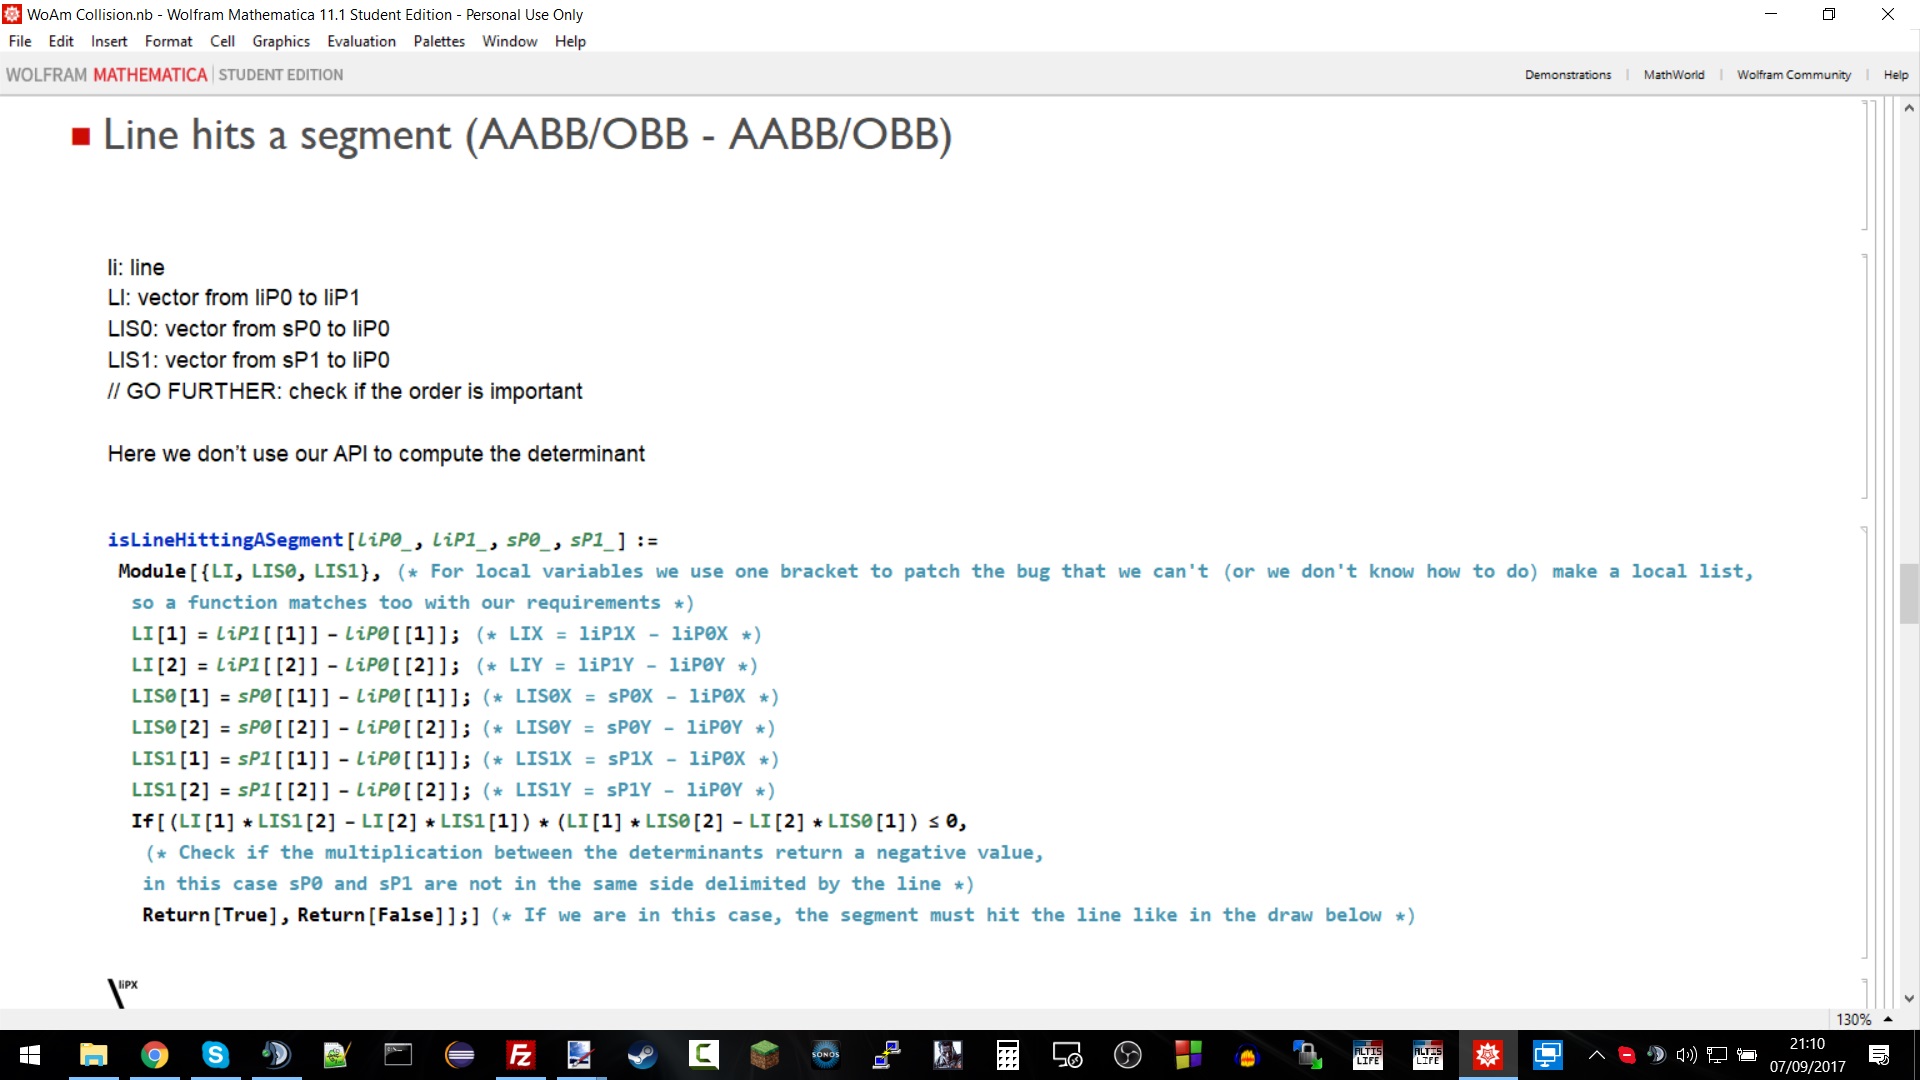 WoAm Collision.nb - Wolfram Mathematica 11.1 Student Edition - Personal Use Only
File Edit Insert Format Cell Graphics Evaluation Palettes Window Help
WOLFRAM MATHEMATICA | STUDENT EDITION Demonstrations | MathWorld | Wolfram Community | Help
Line hits a segment (AABB/OBB - AABB/OBB)
li: line
LI: vector from liP0 to liP1
LIS0: vector from sP0 to liP0
LIS1: vector from sP1 to liP0
// GO FURTHER: check if the order is important
Here we don't use our API to compute the determinant
isLineHittingASegment[liP0_, liP1_, sP0_, sP1_] :=
Module[{LI, LIS0, LIS1}, (* For local variables we use one bracket to patch the bug that we can't (or we don't know how to do) make a local list,
so a function matches too with our requirements *)
LI[1] = liP1[[1]] - liP0[[1]]; (* LIX = liP1X - liP0X *)
LI[2] = liP1[[2]] - liP0[[2]]; (* LIY = liP1Y - liP0Y *)
LIS0[1] = sP0[[1]] - liP0[[1]]; (* LIS0X = sP0X - liP0X *)
LIS0[2] = sP0[[2]] - liP0[[2]]; (* LIS0Y = sP0Y - liP0Y *)
LIS1[1] = sP1[[1]] - liP0[[1]]; (* LIS1X = sP1X - liP0X *)
LIS1[2] = sP1[[2]] - liP0[[2]]; (* LIS1Y = sP1Y - liP0Y *)
If[(LI[1] * LIS1[2] - LI[2] * LIS1[1]) * (LI[1] * LIS0[2] - LI[2] * LIS0[1]) ≤ 0,
(* Check if the multiplication between the determinants return a negative value,
in this case sP0 and sP1 are not in the same side delimited by the line *)
Return[True], Return[False]];] (* If we are in this case, the segment must hit the line like in the draw below *)
liPX
130%
SONOS
ALTIS LIFE
ALTIS LIFE
21:10
07/09/2017